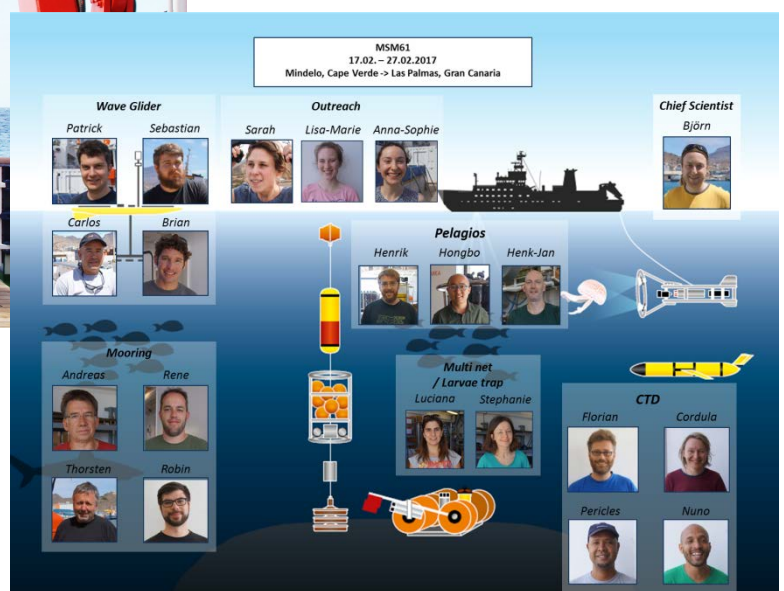 MSM61
17.02. – 27.02.2017
Mindelo, Cape Verde -> Las Palmas, Gran Canaria
Wave Glider
Patrick Sebastian
Carlos Brian
Outreach
Sarah Lisa-Marie Anna-Sophie
Chief Scientist
Björn
Pelagios
Henrik Hongbo Henk-Jan
Mooring
Andreas Rene
Thorsten Robin
Multi net
/ Larvae trap
Luciana Stephanie
CTD
Florian Cordula
Pericles Nuno